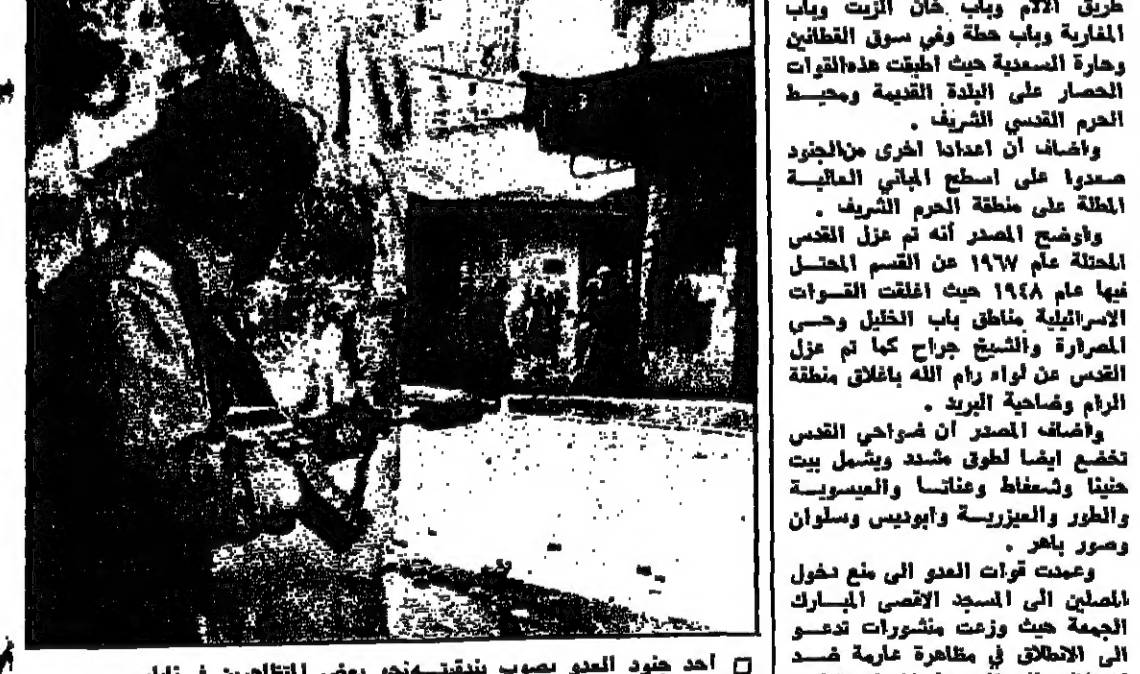 طريق الآلام وباب خان الزيت وباب
المغاربة وباب حطة وفي سوق القطانين
وحارة السعدية حيث اطبقت هذه القوات
الحصار على البلدة القديمة ومحيط
الحرم القدسي الشريف .
واضاف أن اعدادا اخرى من الجنود
صعدوا على اسطح المباني العالية
المطلة على منطقة الحرم الشريف .
وأوضح المصدر أنه تم عزل القدس
المحتلة عام ١٩٦٧ عن القسم المحتل
فيها عام ١٩٤٨ حيث اغلقت القوات
الاسرائيلية مناطق باب الخليل وحي
المصرارة والشيخ جراح كما تم عزل
القدس عن لواء رام الله باغلاق منطقة
الرام وضاحية البريد .
وأضاف المصدر أن ضواحي القدس
تخضع ايضا لطوق مشدد ويشمل بيت
حنينا وشعفاط وعناتا والعيسوية
والطور والعيزرية وابوديس وسلوان
وصور باهر .
وعمدت قوات العدو الى منع دخول
المصلين الى المسجد الاقصى المبارك
الجمعة حيث وزعت منشورات تدعو
الى الانطلاق في مظاهرة عارمة ضد
احد جنود العدو يصوب بندقيته نحو بعض المتظاهرين في نابلس